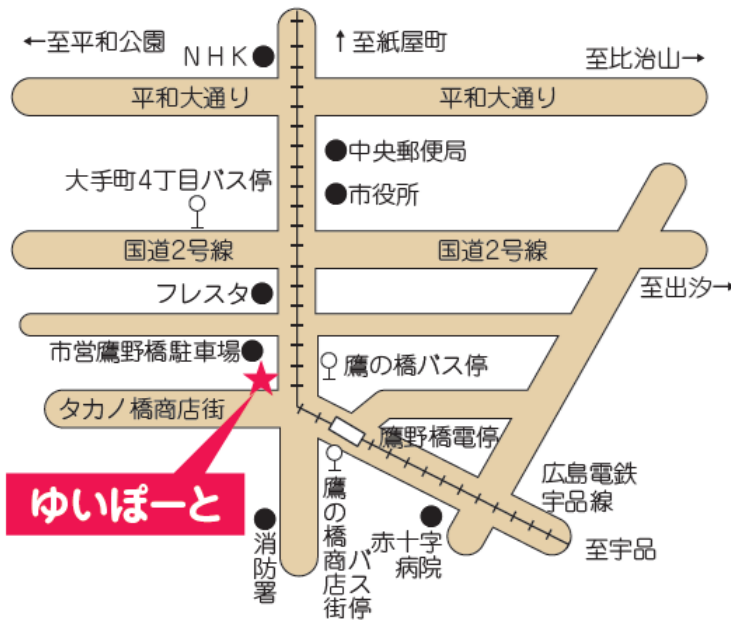 ←至平和公園
NHK
↑至紙屋町
至比治山→
平和大通り
平和大通り
中央郵便局
大手町4丁目バス停
市役所
国道2号線
国道2号線
フレスタ
至出汐→
市営鷹野橋駐車場
鷹の橋バス停
タカノ橋商店街
鷹野橋電停
ゆいぽーと
広島電鉄
宇品線
消防署
鷹の橋商店街
バス停
赤十字
病院
至宇品